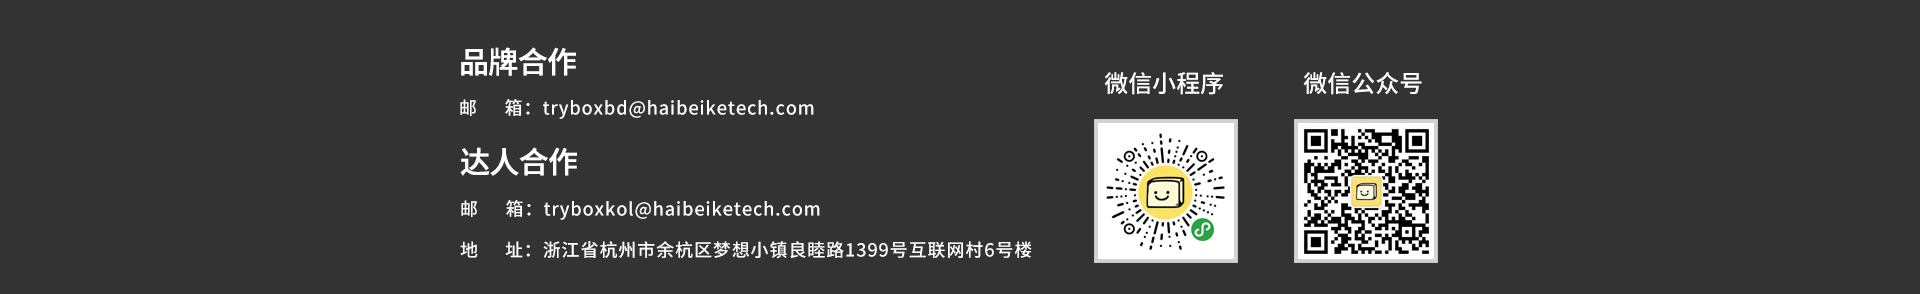 品牌合作
邮 箱：tryboxbd@haibeiketech.com
达人合作
邮 箱：tryboxkol@haibeiketech.com
地 址：浙江省杭州市余杭区梦想小镇良睦路1399号互联网村6号楼
微信小程序
微信公众号